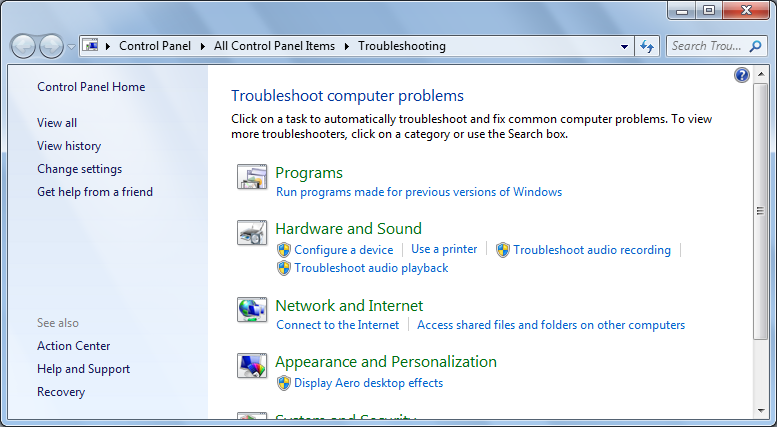 Control Panel All Control Panel Items Troubleshooting
Search Trou...
Control Panel Home
View all
View history
Change settings
Get help from a friend
See also
Action Center
Help and Support
Recovery
Troubleshoot computer problems
Click on a task to automatically troubleshoot and fix common computer problems. To view
more troubleshooters, click on a category or use the Search box.
Programs
Run programs made for previous versions of Windows
Hardware and Sound
Configure a device Use a printer Troubleshoot audio recording
Troubleshoot audio playback
Network and Internet
Connect to the Internet Access shared files and folders on other computers
Appearance and Personalization
Display Aero desktop effects
System and Security